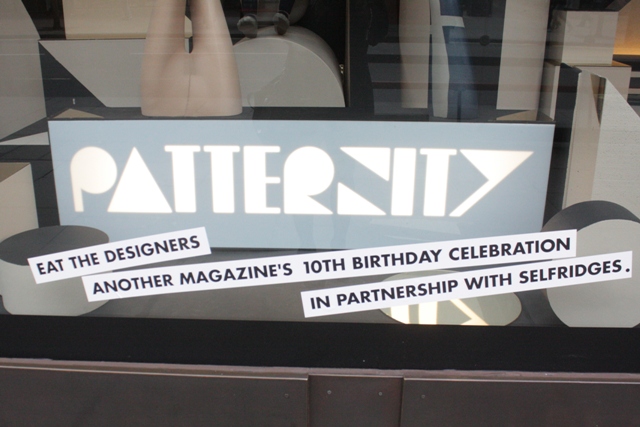 PATTERNITY
EAT THE DESIGNERS
ANOTHER MAGAZINE'S 10TH BIRTHDAY CELEBRATION
IN PARTNERSHIP WITH SELFRIDGES.